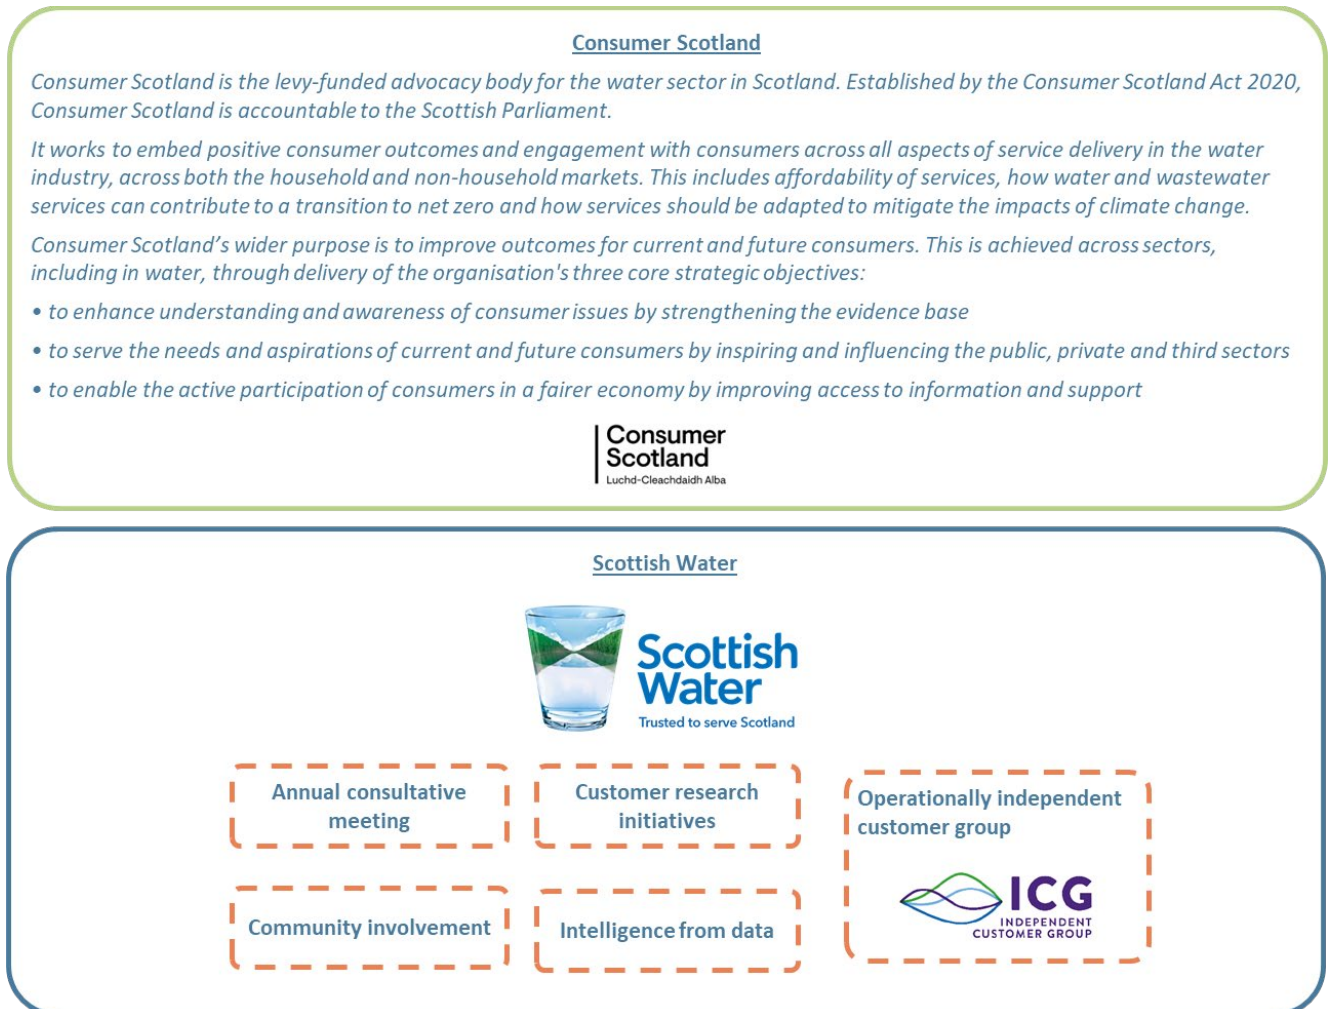 Consumer Scotland
Consumer Scotland is the levy-funded advocacy body for the water sector in Scotland. Established by the Consumer Scotland Act 2020,
Consumer Scotland is accountable to the Scottish Parliament.
It works to embed positive consumer outcomes and engagement with consumers across all aspects of service delivery in the water
industry, across both the household and non-household markets. This includes affordability of services, how water and wastewater
services can contribute to a transition to net zero and how services should be adapted to mitigate the impacts of climate change.
Consumer Scotland’s wider purpose is to improve outcomes for current and future consumers. This is achieved across sectors,
including in water, through delivery of the organisation's three core strategic objectives:
• to enhance understanding and awareness of consumer issues by strengthening the evidence base
• to serve the needs and aspirations of current and future consumers by inspiring and influencing the public, private and third sectors
• to enable the active participation of consumers in a fairer economy by improving access to information and support
Consumer
Scotland
Luchd-Cleachdaidh Alba
Scottish Water
Scottish
Water
Trusted to serve Scotland
Annual consultative
meeting
Customer research
initiatives
Operationally independent
customer group
Community involvement
Intelligence from data
ICG
INDEPENDENT
CUSTOMER GROUP